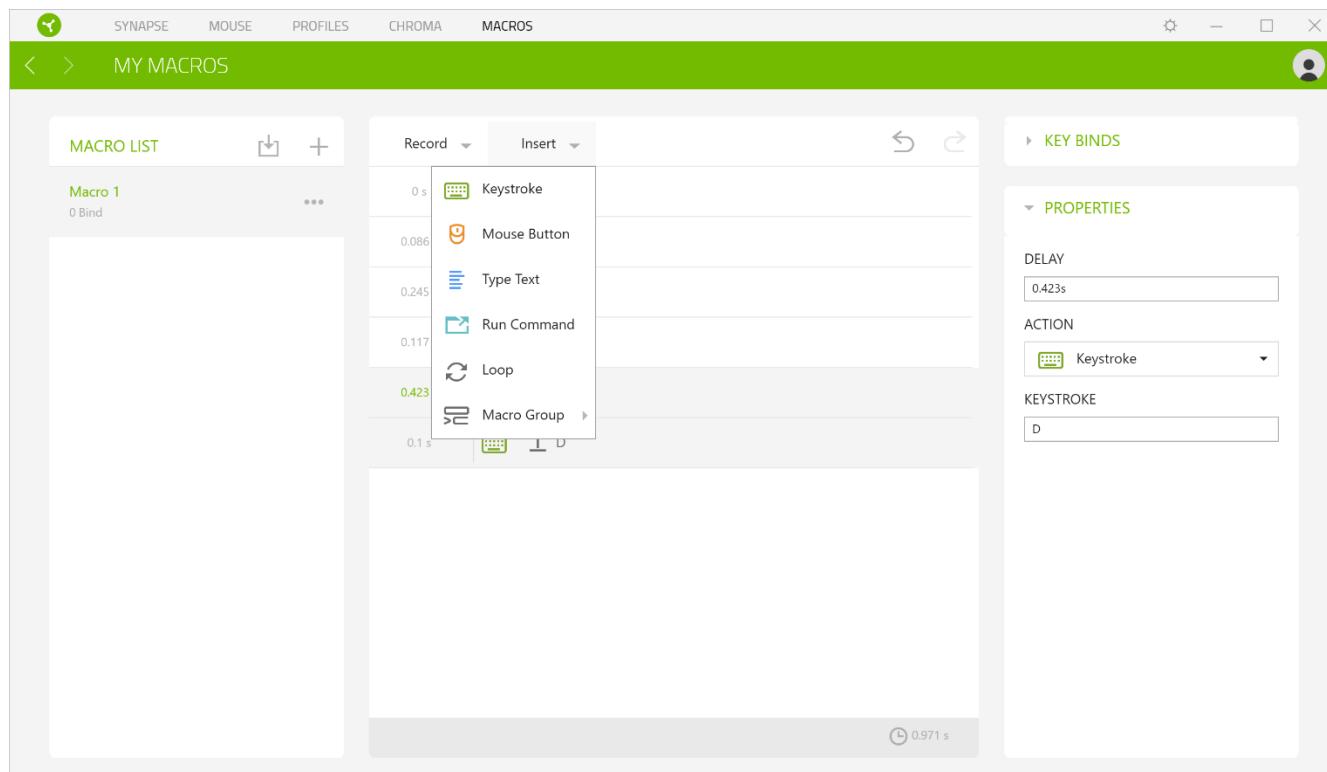 SYNAPSE MOUSE PROFILES CHROMA MACROS
MY MACROS
MACRO LIST
Macro 1
0 Bind
Record Insert
0 s
0.086
0.245
0.117
0.423
0.1 s D
Keystroke
Mouse Button
Type Text
Run Command
Loop
Macro Group
0.971 s
KEY BINDS
PROPERTIES
DELAY
0.423s
ACTION
Keystroke
KEYSTROKE
D